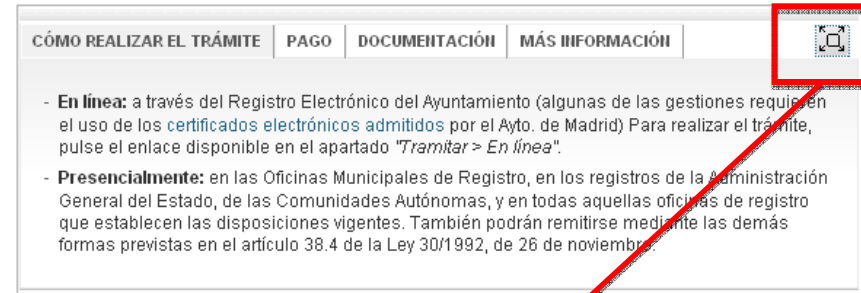 CÓMO REALIZAR EL TRÁMITE PAGO DOCUMENTACIÓN MÁS INFORMACIÓN
- En línea: a través del Registro Electrónico del Ayuntamiento (algunas de las gestiones requieren
el uso de los certificados electrónicos admitidos por el Ayto. de Madrid) Para realizar el trámite,
pulse el enlace disponible en el apartado "Tramitar > En línea".
- Presencialmente: en las Oficinas Municipales de Registro, en los registros de la Administración
General del Estado, de las Comunidades Autónomas, y en todas aquellas oficinas de registro
que establecen las disposiciones vigentes. También podrán remitirse mediante las demás
formas previstas en el artículo 38.4 de la Ley 30/1992, de 26 de noviembre.